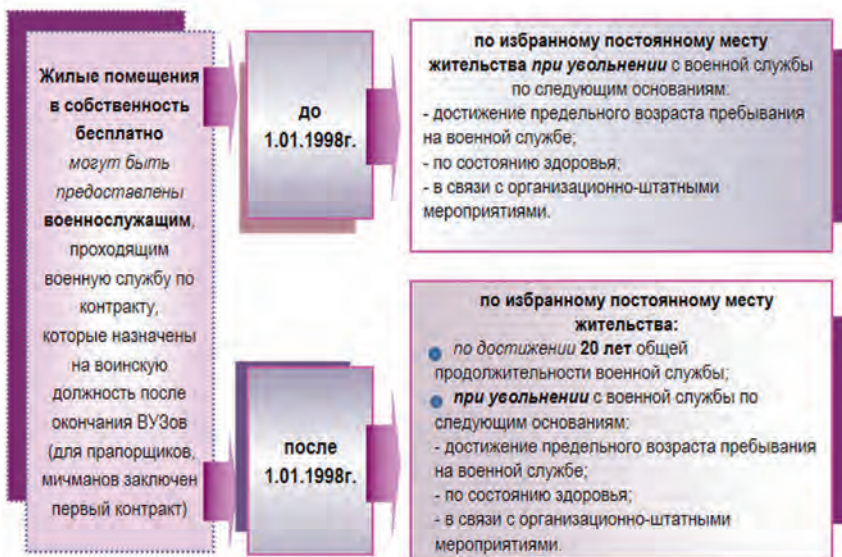 Жилые помещения
в собственность
бесплатно
могут быть
предоставлены
военнослужащим,
проходящим
военную службу по
контракту,
которые назначены
на воинскую
должность после
окончания ВУЗов
(для прапорщиков,
мичманов заключен
первый контракт)
до
1.01.1998г.
по избранному постоянному месту
жительства при увольнении с военной службы
по следующим основаниям:
- достижение предельного возраста пребывания
на военной службе;
- по состоянию здоровья;
- в связи с организационно-штатными
мероприятиями.
после
1.01.1998г.
по избранному постоянному месту
жительства:
по достижении 20 лет общей
продолжительности военной службы;
при увольнении с военной службы по
следующим основаниям:
- достижение предельного возраста пребывания
на военной службе;
- по состоянию здоровья;
- в связи с организационно-штатными
мероприятиями.